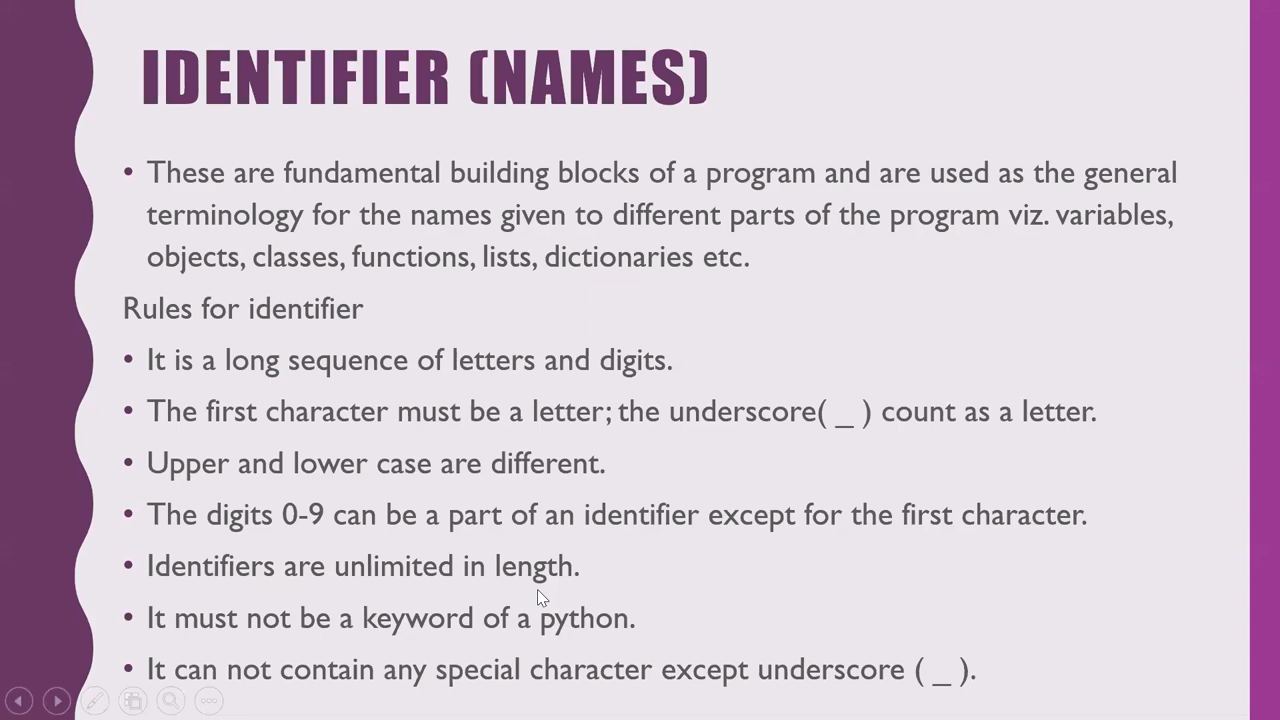 IDENTIFIER (NAMES)
• These are fundamental building blocks of a program and are used as the general
terminology for the names given to different parts of the program viz. variables,
objects, classes, functions, lists, dictionaries etc.
Rules for identifier
• It is a long sequence of letters and digits.
• The first character must be a letter; the underscore( _ ) count as a letter.
• Upper and lower case are different.
• The digits 0-9 can be a part of an identifier except for the first character.
• Identifiers are unlimited in length.
• It must not be a keyword of a python.
• It can not contain any special character except underscore ( _ ).